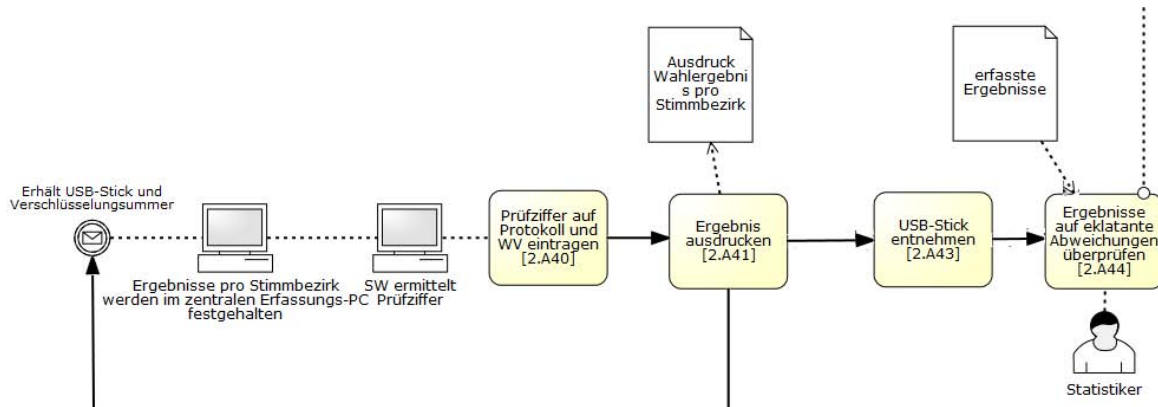 Ausdruck
Wahlergebni
s pro
Stimmbezirk
erfasste
Ergebnisse
Erhält USB-Stick und
Verschlüsselungsummer
Ergebnisse pro Stimmbezirk
werden im zentralen Erfassungs-PC
festgehalten
SW ermittelt
Prüfziffer
Prüfziffer auf
Protokoll und
WV eintragen
[2.A40]
Ergebnis
ausdrucken
[2.A41]
USB-Stick
entnehmen
[2.A43]
Ergebnisse
auf eklatante
Abweichungen
überprüfen
[2.A44]
Statistiker